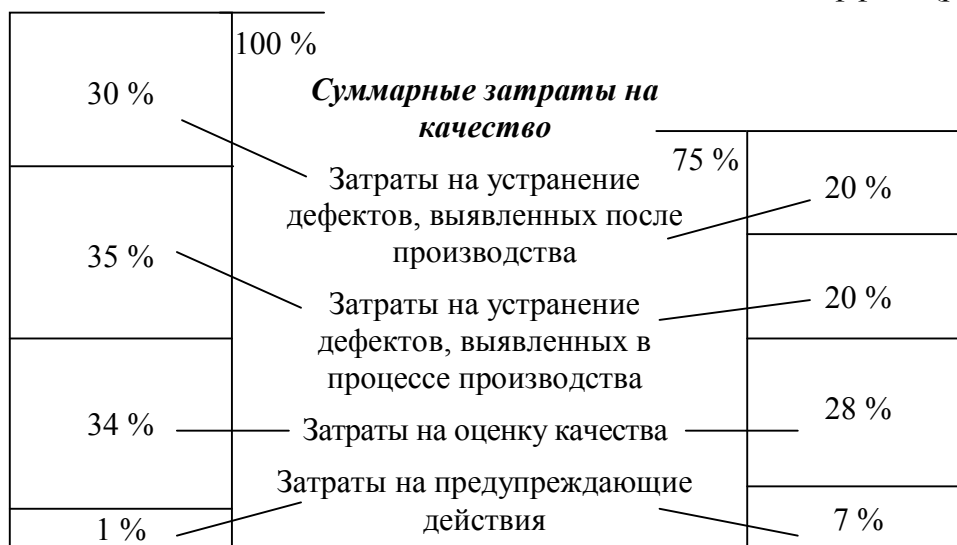 100 %
30 %
Суммарные затраты на
качество
75 %
Затраты на устранение
дефектов, выявленных после
производства
20 %
35 %
Затраты на устранение
дефектов, выявленных в
процессе производства
20 %
34 %
Затраты на оценку качества
28 %
Затраты на предупреждающие
действия
1 %
7 %